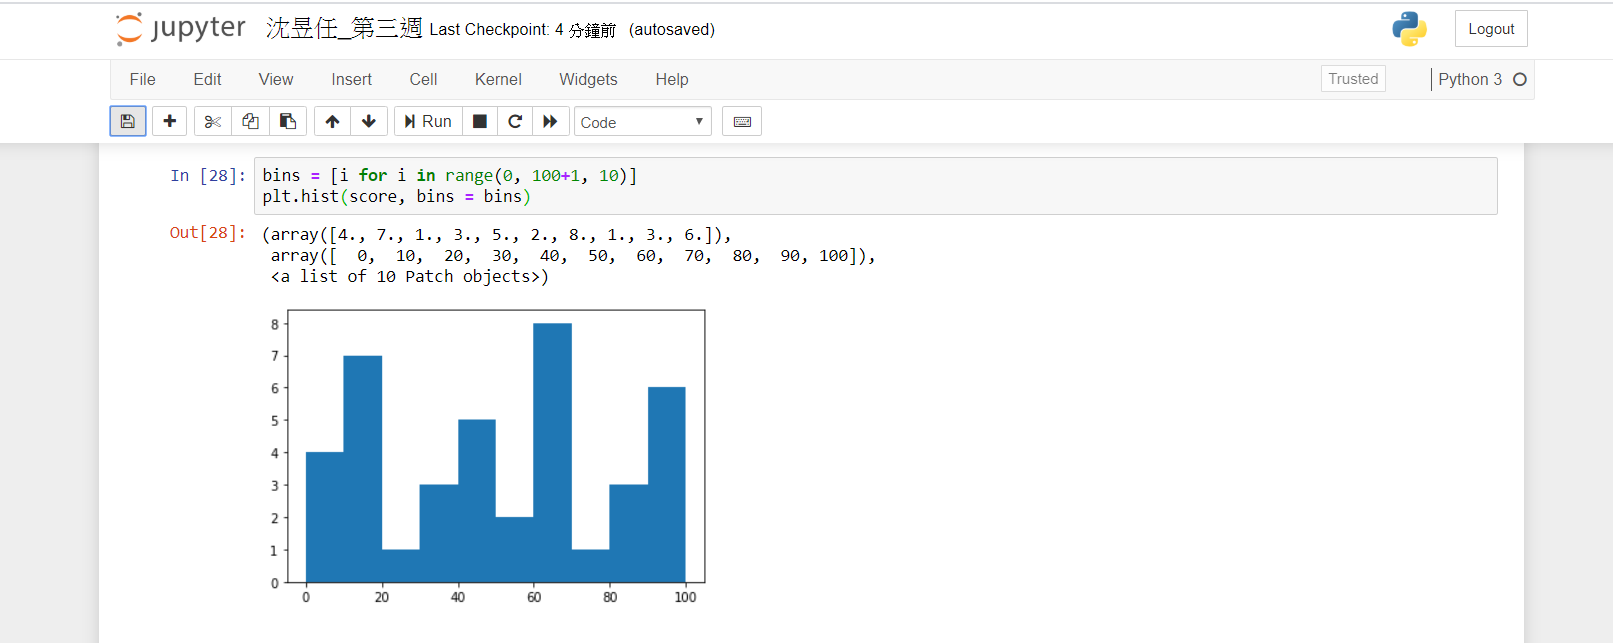 jupyter 沈昱任_第三週 Last Checkpoint: 4 分鐘前 (autosaved) Logout
File Edit View Insert Cell Kernel Widgets Help Trusted Python 3
Run Code
In [28]: bins = [i for i in range(0, 100+1, 10)]
plt.hist(score, bins = bins)
Out[28]: (array([4., 7., 1., 3., 5., 2., 8., 1., 3., 6.]),
array([ 0, 10, 20, 30, 40, 50, 60, 70, 80, 90, 100]),
<a list of 10 Patch objects>)
8
7
6
5
4
3
2
1
0
0 20 40 60 80 100